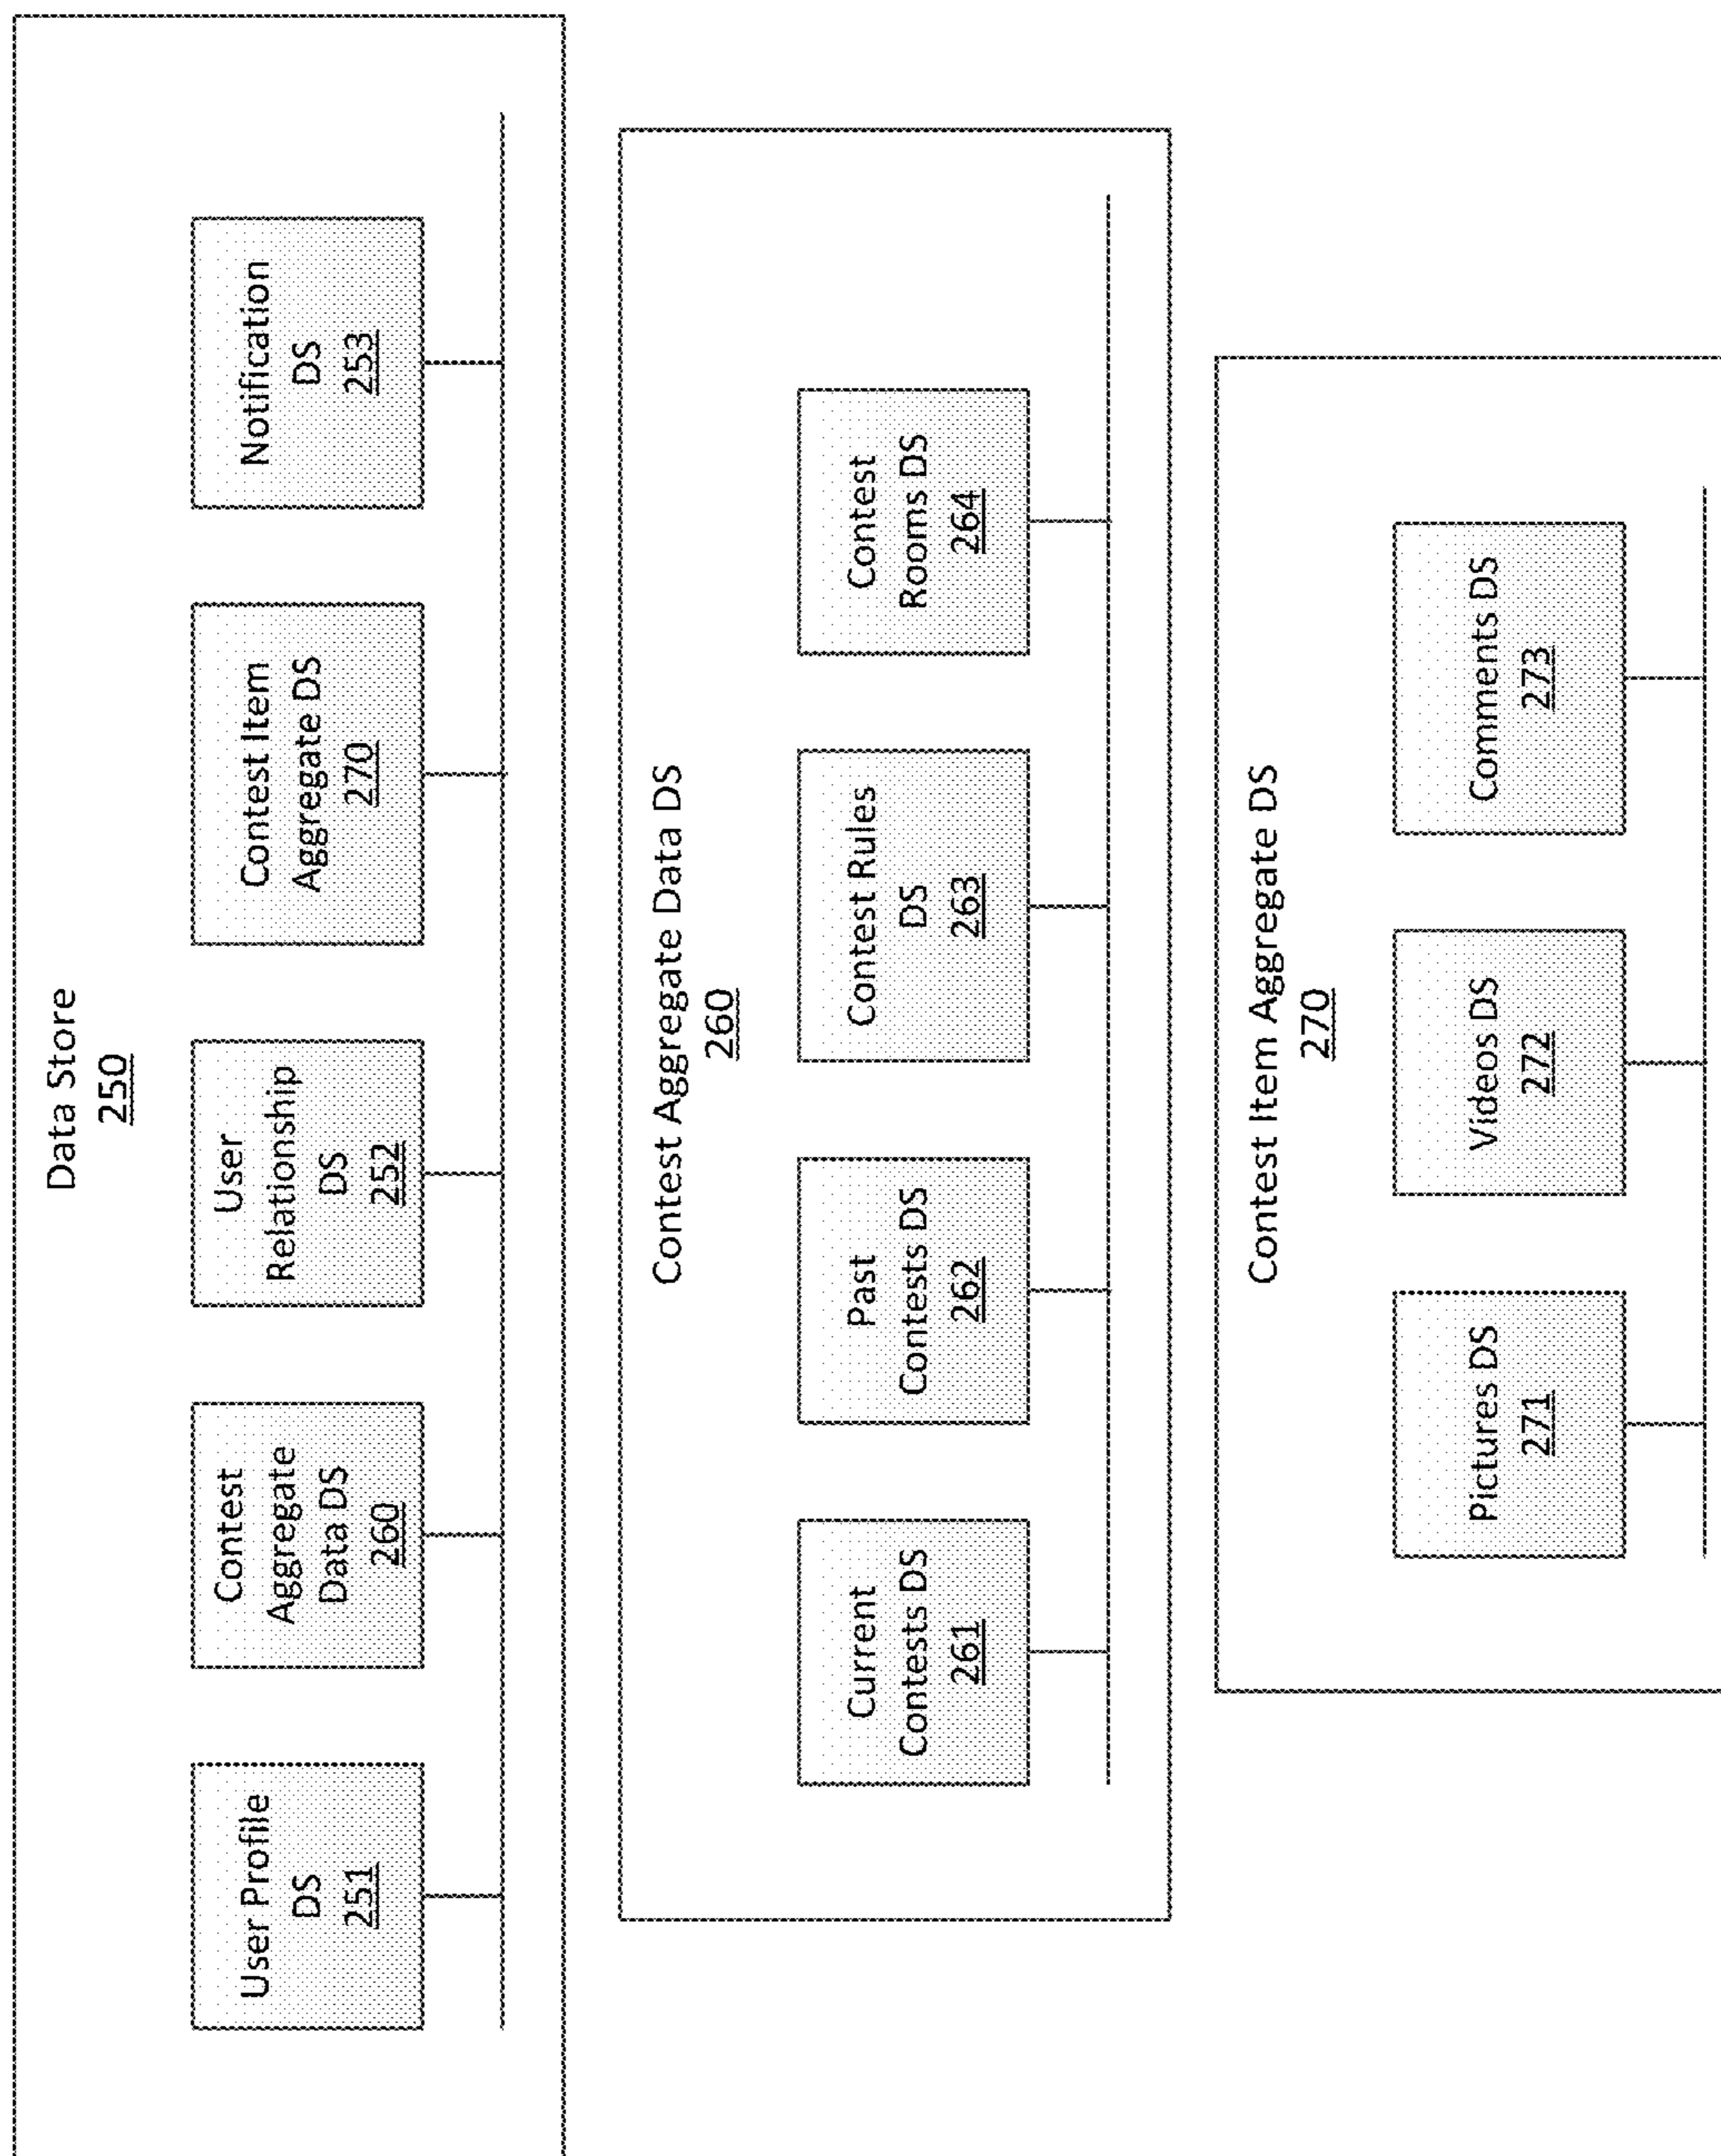 Data Store
250
User Profile
DS
251
Contest
Aggregate
Data DS
260
User
Relationship
DS
252
Contest Item
Aggregate DS
270
Notification
DS
253
Contest Aggregate Data DS
260
Current
Contests DS
261
Past
Contests DS
262
Contest Rules
DS
263
Contest
Rooms DS
264
Contest Item Aggregate DS
270
Pictures DS
271
Videos DS
272
Comments DS
273